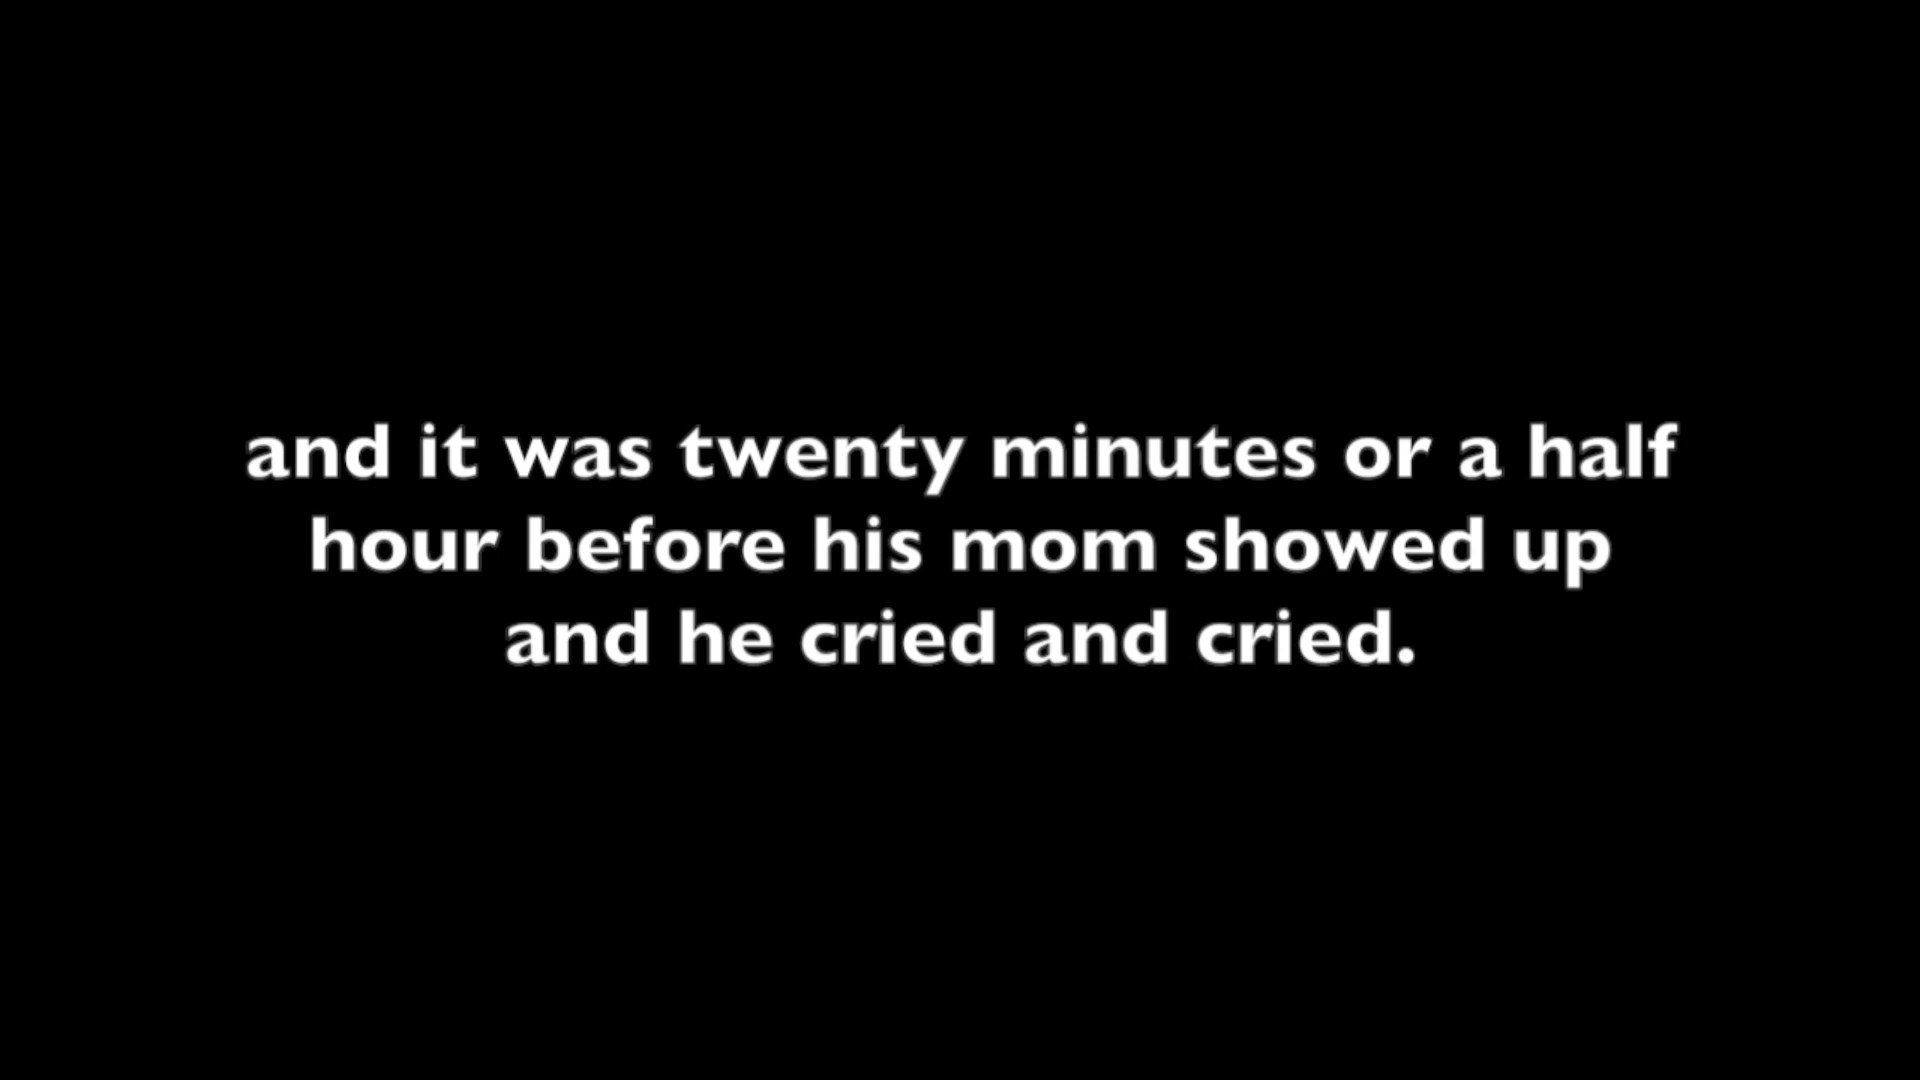 and it was twenty minutes or a half
hour before his mom showed up
and he cried and cried.